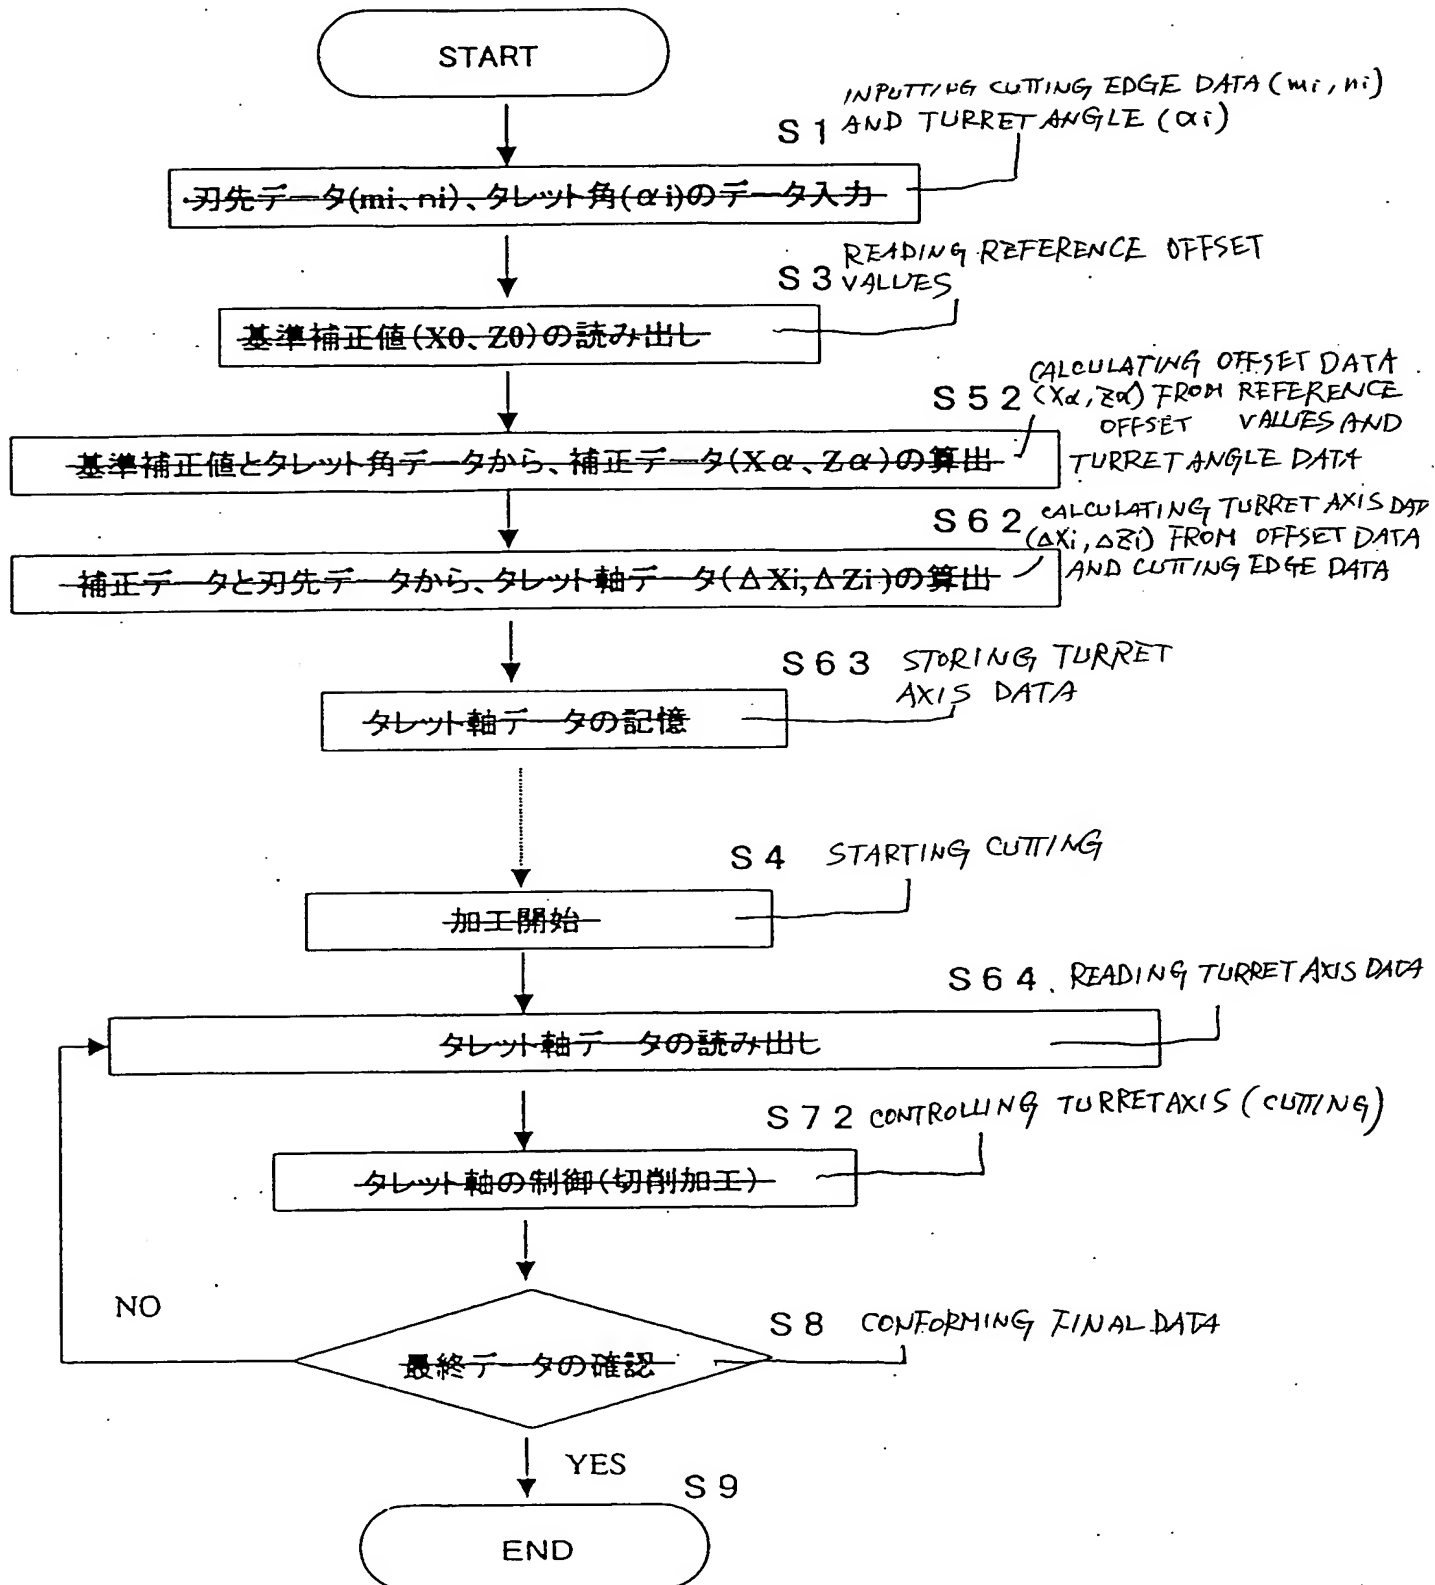 START
INPUTTING CUTTING EDGE DATA (mi, ni)
S1 AND TURRET ANGLE (αi)
刃先データ(mi、ni)、タレット角(αi)のデータ入力
READING REFERENCE OFFSET
S3 VALUES
基準補正値(X0、Z0)の読み出し
CALCULATING OFFSET DATA
S52 (Xα, Zα) FROM REFERENCE
OFFSET VALUES AND
TURRET ANGLE DATA
基準補正値とタレット角データから、補正データ(Xα、Zα)の算出
S62 CALCULATING TURRET AXIS DAT
(ΔXi, ΔZi) FROM OFFSET DATA
AND CUTTING EDGE DATA
補正データと刃先データから、タレット軸データ(ΔXi,ΔZi)の算出
S63 STORING TURRET
AXIS DATA
タレット軸データの記憶
S4 STARTING CUTTING
加工開始
S64. READING TURRET AXIS DATA
タレット軸データの読み出し
S72 CONTROLLING TURRET AXIS (CUTTING)
タレット軸の制御(切削加工)
NO
S8 CONFORMING FINAL DATA
最終データの確認
YES
S9
END